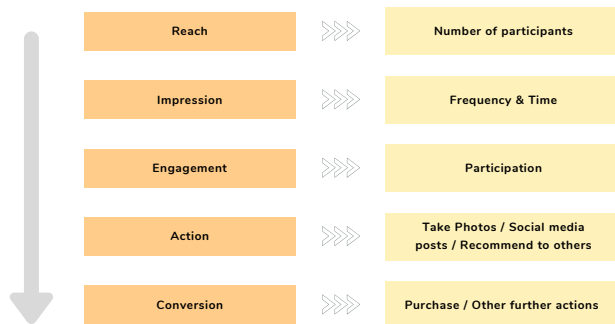 Reach
Number of participants
Impression
Frequency & Time
Engagement
Participation
Action
Take Photos / Social media
posts / Recommend to others
Conversion
Purchase / Other further actions